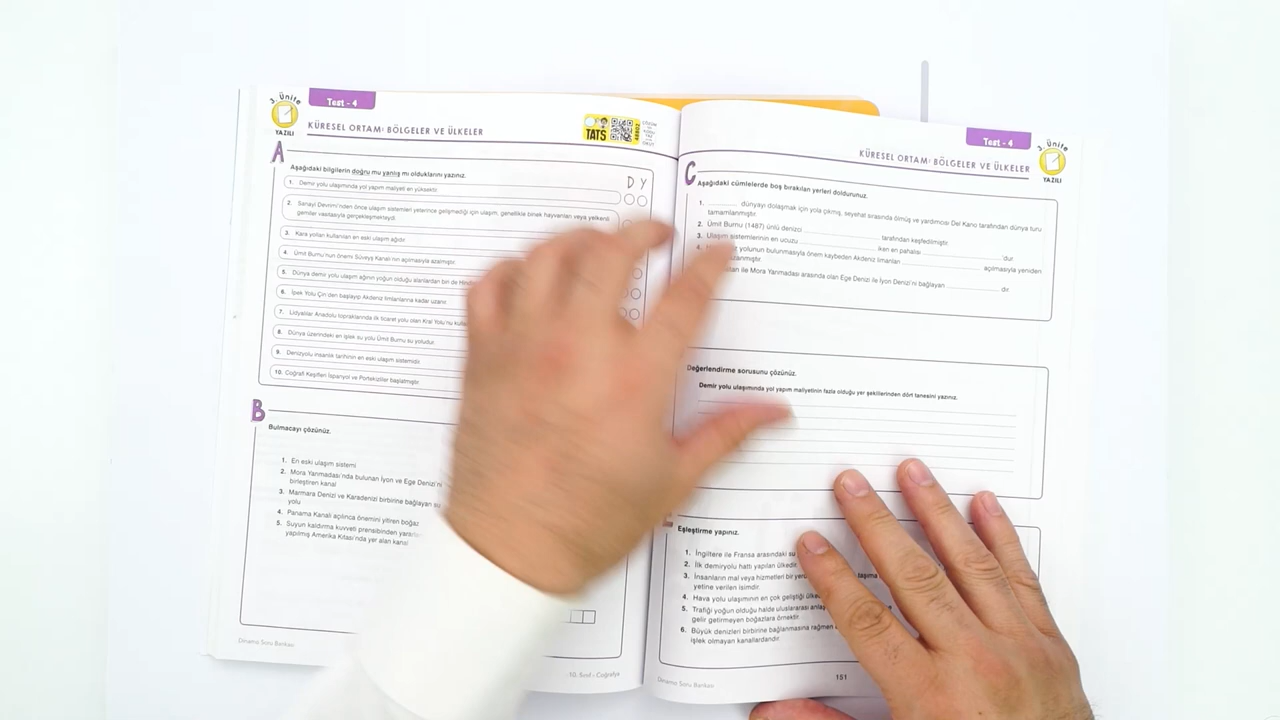 3. Ünite
YAZILI
Test - 4
KÜRESEL ORTAM: BÖLGELER VE ÜLKELER
TATS
48802
A
Aşağıdaki bilgilerin doğru mu yanlış mı olduklarını yazınız.
D Y
1. Demir yolu ulaşımında yol yapım maliyeti en yüksektir.
2. Sanayi Devrimi'nden önce ulaşım sistemleri yeterince gelişmediği için ulaşım, genellikle binek hayvanları veya yelkenli
gemiler vasıtasıyla gerçekleşmekteydi.
3. Kara yolları kullanılan en eski ulaşım ağıdır.
4. Ümit Burnu'nun önemi Süveyş Kanalı'nın açılmasıyla azalmıştır.
5. Dünya demir yolu ulaşım ağının yoğun olduğu alanlardan biri de
6. İpek Yolu Çin'den başlayıp Akdeniz limanlarına kadar uzanır.
7. Lidyalılar Anadolu topraklarında ilk ticaret yolu olan Kral Yolu'nu
8. Dünya üzerindeki en işlek su yolu Ümit Burnu su yoludur.
9. Denizyolu insanlık tarihinin en eski ulaşım sistemidir.
10. Coğrafi Keşifleri İspanyol ve Portekizliler başlatmıştır.
B
Bulmacayı çözünüz.
1. En eski ulaşım sistemi
2. Mora Yarımadası'nda bulunan İyon ve Ege Denizi'ni
birleştiren kanal
3. Marmara Denizi ve Karadenizi birbirine bağlayan su
yolu
4. Panama Kanalı açılınca önemini yitiren boğaz
5. Suyun kaldırma kuvveti prensibinden
yapılmış Amerika Kıtası'nda yer alan kanal
Dinamo Soru Bankası
10. Sınıf - Coğrafya
Test - 4
3. Ünite
YAZILI
KÜRESEL ORTAM: BÖLGELER VE ÜLKELER
C
Aşağıdaki cümlelerde boş bırakılan yerleri doldurunuz.
1. .............. dünyayı dolaşmak için yola çıkmış, seyehat sırasında ölmüş ve yardımcısı Del Kano tarafından dünya turu
tamamlanmıştır.
2. Ümit Burnu (1487) ünlü denizci .............. tarafından keşfedilmiştir.
3. Ulaşım sistemlerinin en ucuzu .............. iken en pahalısı .............. 'dur.
4. yolunun bulunmasıyla önem kaybeden Akdeniz limanları .............. açılmasıyla yeniden
ile Mora Yarımadası arasında olan Ege Denizi ile İyon Denizi'ni bağlayan .............. dır.
Değerlendirme sorusunu çözünüz.
Demir yolu ulaşımında yol yapım maliyetinin fazla olduğu yer şekillerinden dört tanesini yazınız.
Eşleştirme yapınız.
1. İngiltere ile Fransa arasındaki su
2. İlk demiryolu hattı yapılan ülkedir.
3. İnsanların mal veya hizmetleri bir taşıma
yetine verilen isimdir.
4. Hava yolu ulaşımının en çok geliştiği
5. Trafiği yoğun olduğu halde uluslararası
gelir getirmeyen boğazlara örnektir.
6. Büyük denizleri birbirine bağlanmasına rağmen
işlek olmayan kanallardandır.
Dinamo Soru Bankası
151